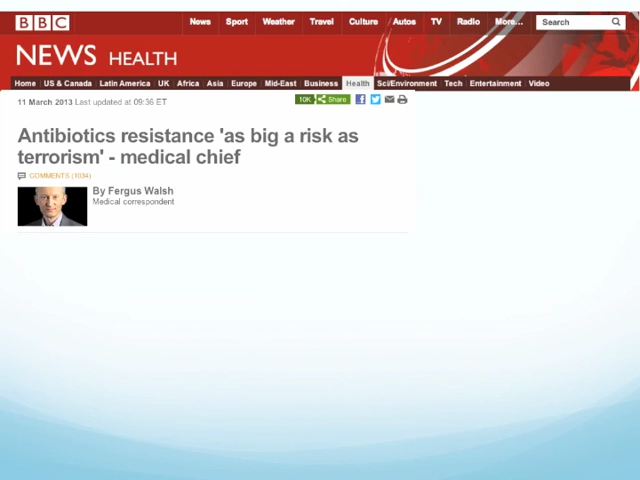 BBC News Sport Weather Travel Culture Autos TV Radio More... Search
NEWS HEALTH
Home US & Canada Latin America UK Africa Asia Europe Mid-East Business Health Sci/Environment Tech Entertainment Video
11 March 2013 Last updated at 09:36 ET 10K Share
Antibiotics resistance 'as big a risk as
terrorism' - medical chief
COMMENTS (1034)
By Fergus Walsh
Medical correspondent